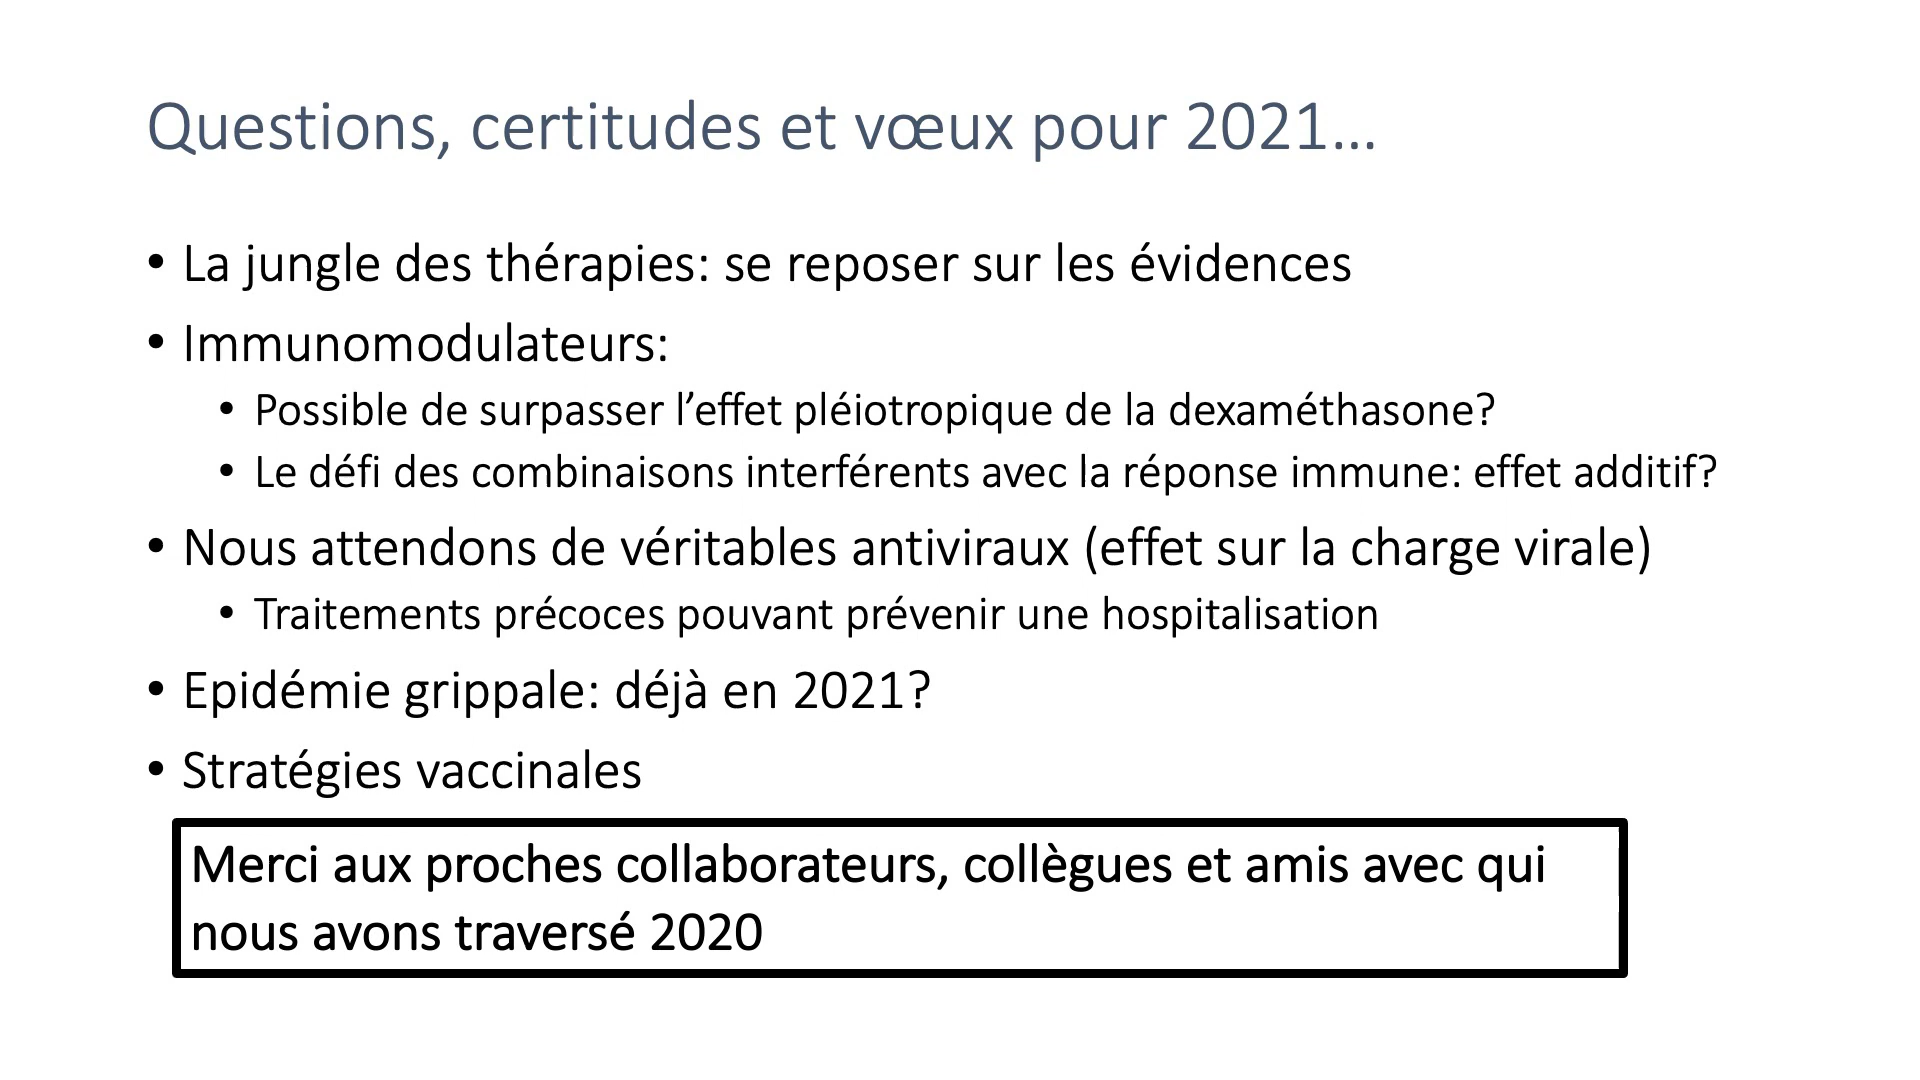 Questions, certitudes et vœux pour 2021…
• La jungle des thérapies: se reposer sur les évidences
• Immunomodulateurs:
• Possible de surpasser l’effet pléiotropique de la dexaméthasone?
• Le défi des combinaisons interférents avec la réponse immune: effet additif?
• Nous attendons de véritables antiviraux (effet sur la charge virale)
• Traitements précoces pouvant prévenir une hospitalisation
• Epidémie grippale: déjà en 2021?
• Stratégies vaccinales
Merci aux proches collaborateurs, collègues et amis avec qui
nous avons traversé 2020